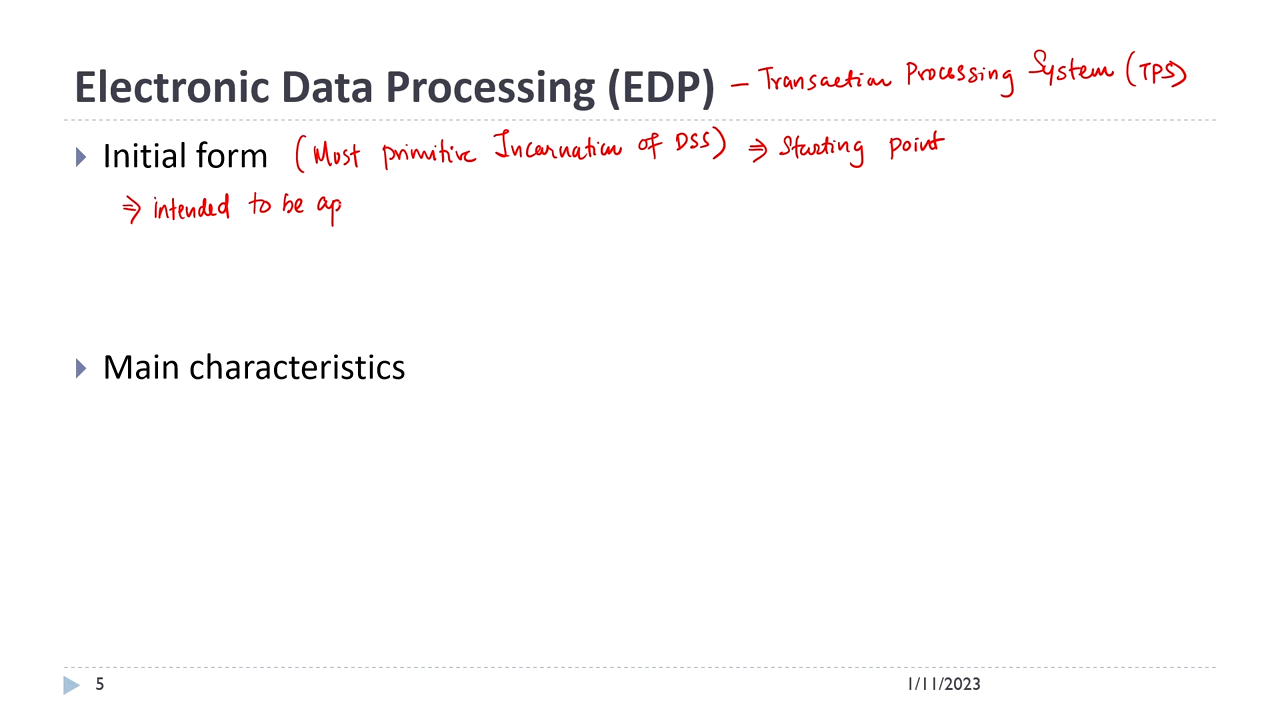 Electronic Data Processing (EDP) – Transaction Processing System (TPS)
Initial form (Most primitive Incarnation of DSS) ⇒ Starting point
⇒ intended to be ap
Main characteristics
5 1/11/2023